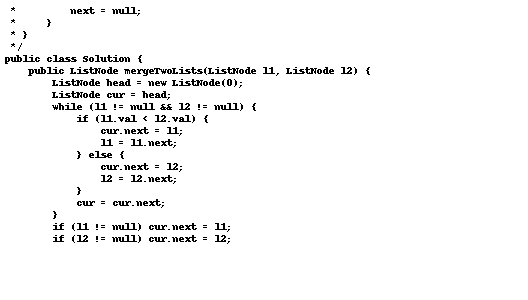 *         next = null;
 *     }
 * }
 */
public class Solution {
    public ListNode mergeTwoLists(ListNode l1, ListNode l2) {
        ListNode head = new ListNode(0);
        ListNode cur = head;
        while (l1 != null && l2 != null) {
            if (l1.val < l2.val) {
                cur.next = l1;
                l1 = l1.next;
            } else {
                cur.next = l2;
                l2 = l2.next;
            }
            cur = cur.next;
        }
        if (l1 != null) cur.next = l1;
        if (l2 != null) cur.next = l2;